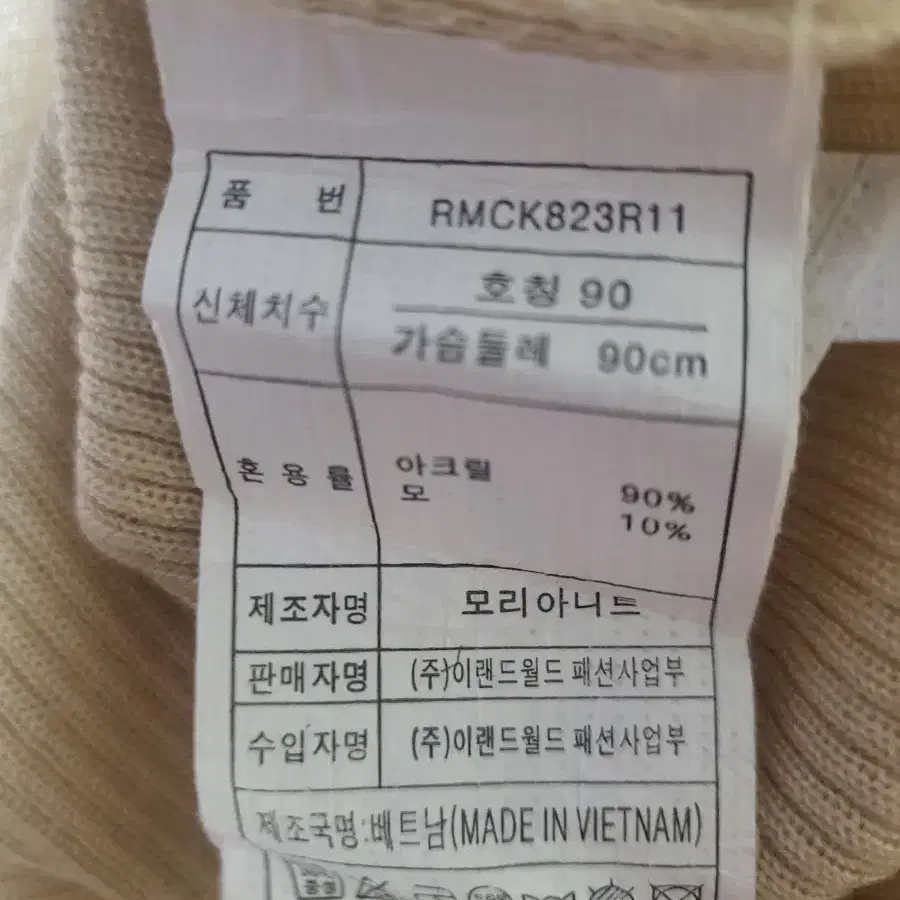 품 번 RMCK823R11
신체치수 호칭 90
가슴둘레 90cm
혼용률 아크릴 90%
모 10%
제조자명 모리아니트
판매자명 (주)이랜드월드 패션사업부
수입자명 (주)이랜드월드 패션사업부
제조국명:베트남(MADE IN VIETNAM)